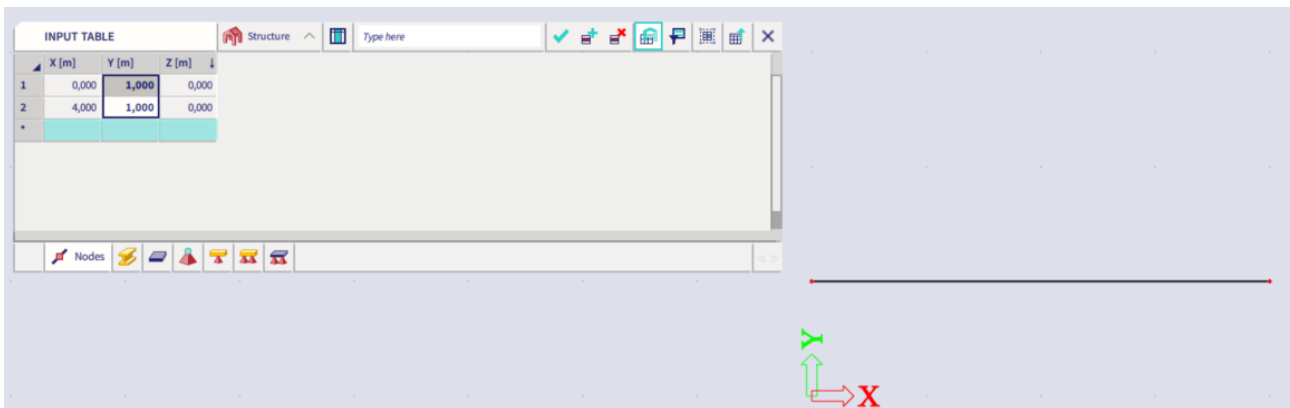 INPUT TABLE Structure Type here
X [m] Y [m] Z [m]
1 0,000 1,000 0,000
2 4,000 1,000 0,000
*
Nodes
Y
X